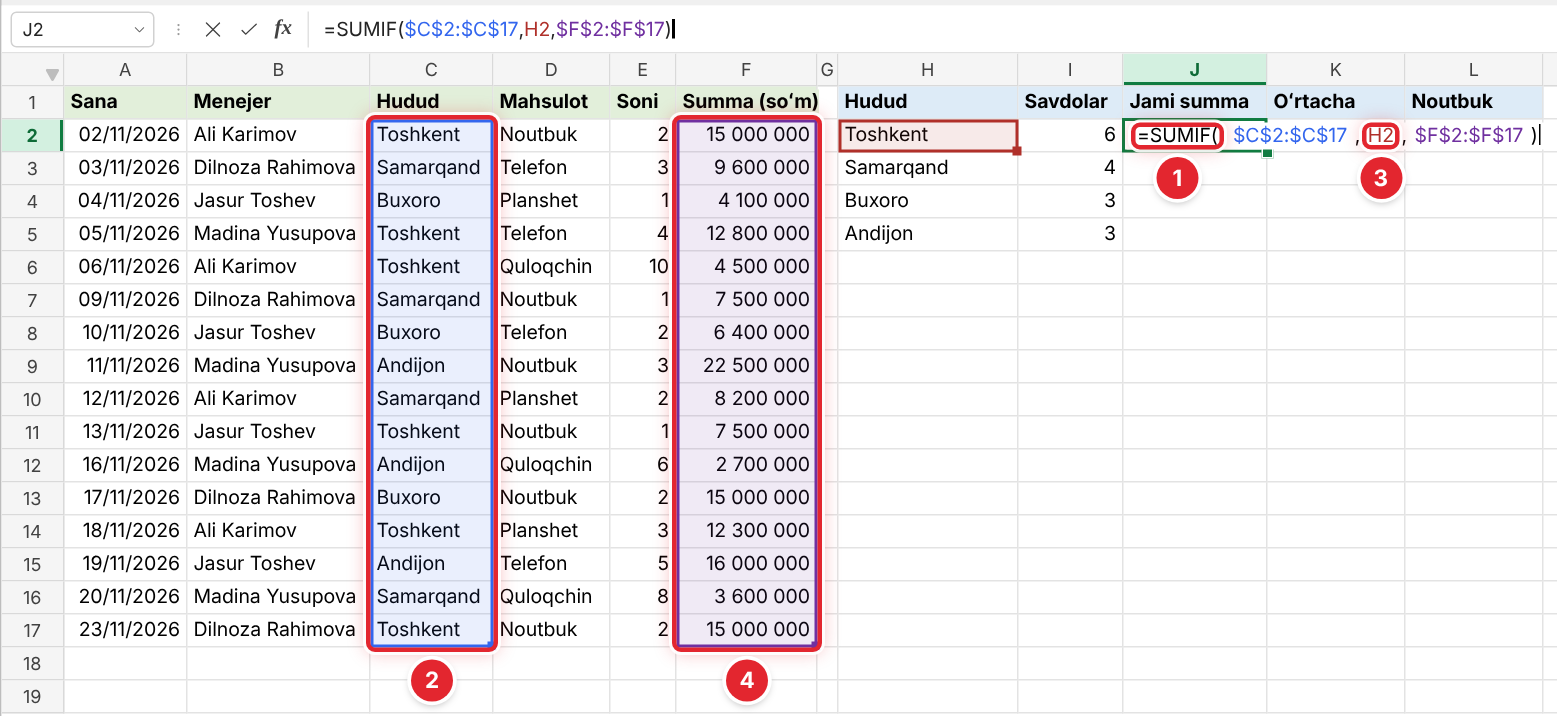 J2 fx =SUMIF($C$2:$C$17,H2,$F$2:$F$17)
A B C D E F G H I J K L
1 Sana Menejer Hudud Mahsulot Soni Summa (soʻm) Hudud Savdolar Jami summa Oʻrtacha Noutbuk
2 02/11/2026 Ali Karimov Toshkent Noutbuk 2 15 000 000 Toshkent 6 =SUMIF( $C$2:$C$17 , H2 , $F$2:$F$17 )
3 03/11/2026 Dilnoza Rahimova Samarqand Telefon 3 9 600 000 Samarqand 4 1 3
4 04/11/2026 Jasur Toshev Buxoro Planshet 1 4 100 000 Buxoro 3
5 05/11/2026 Madina Yusupova Toshkent Telefon 4 12 800 000 Andijon 3
6 06/11/2026 Ali Karimov Toshkent Quloqchin 10 4 500 000
7 09/11/2026 Dilnoza Rahimova Samarqand Noutbuk 1 7 500 000
8 10/11/2026 Jasur Toshev Buxoro Telefon 2 6 400 000
9 11/11/2026 Madina Yusupova Andijon Noutbuk 3 22 500 000
10 12/11/2026 Ali Karimov Samarqand Planshet 2 8 200 000
11 13/11/2026 Jasur Toshev Toshkent Noutbuk 1 7 500 000
12 16/11/2026 Madina Yusupova Andijon Quloqchin 6 2 700 000
13 17/11/2026 Dilnoza Rahimova Buxoro Noutbuk 2 15 000 000
14 18/11/2026 Ali Karimov Toshkent Planshet 3 12 300 000
15 19/11/2026 Jasur Toshev Andijon Telefon 5 16 000 000
16 20/11/2026 Madina Yusupova Samarqand Quloqchin 8 3 600 000
17 23/11/2026 Dilnoza Rahimova Toshkent Noutbuk 2 15 000 000
18
2 4
19